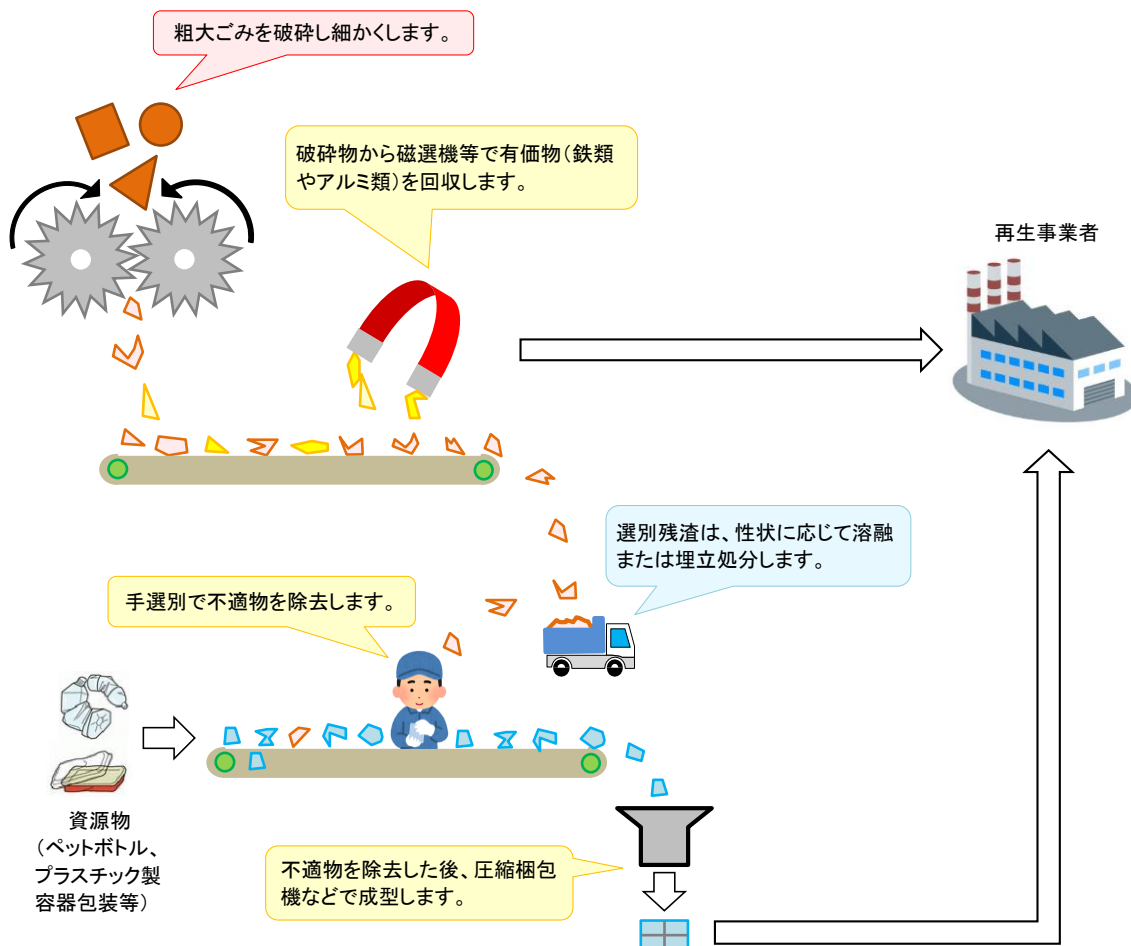 粗大ごみを破砕し細かくします。
破砕物から磁選機等で有価物（鉄類
やアルミ類）を回収します。
再生事業者
選別残渣は、性状に応じて溶融
または埋立処分します。
手選別で不適物を除去します。
資源物
（ペットボトル、
プラスチック製
容器包装等）
不適物を除去した後、圧縮梱包
機などで成型します。